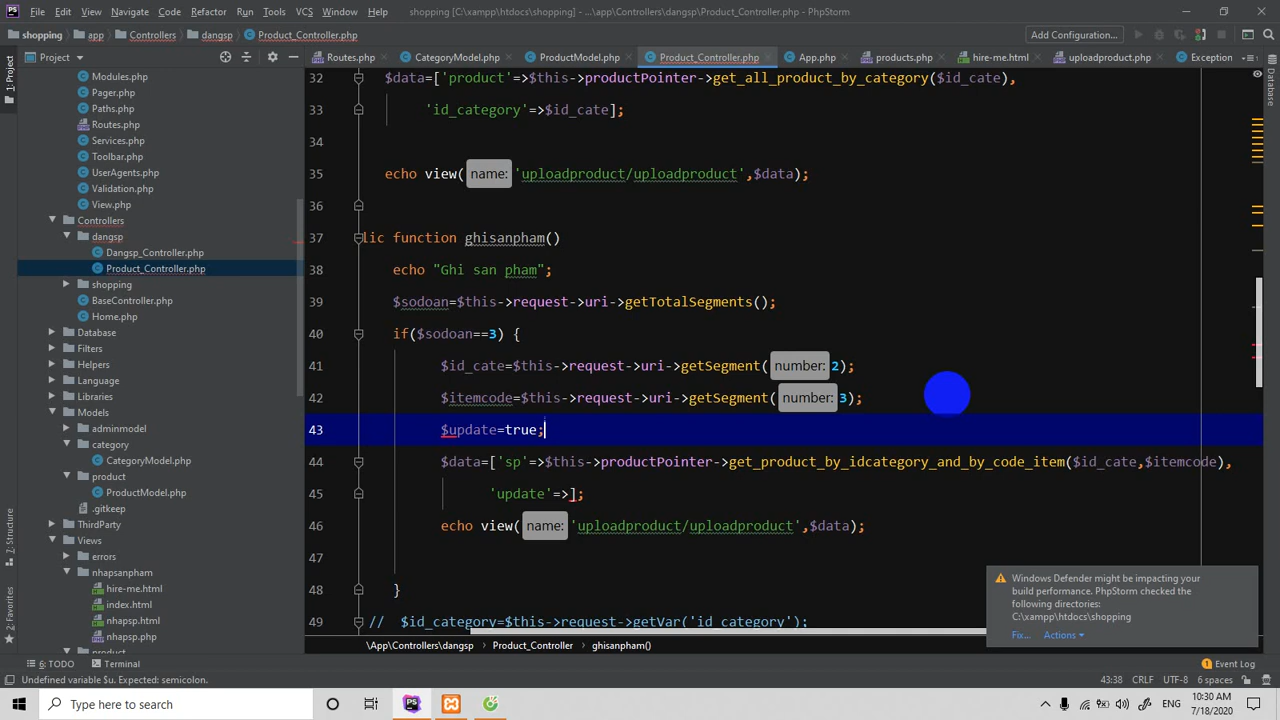 File Edit View Navigate Code Refactor Run Tools VCS Window Help shopping [C:\xampp\htdocs\shopping] - ...\app\Controllers\dangsp\Product_Controller.php - PhpStorm
shopping app Controllers dangsp Product_Controller.php Add Configuration...
Project Routes.php CategoryModel.php ProductModel.php Product_Controller.php App.php products.php hire-me.html uploadproduct.php Exception
1: Project
Database
7: Structure
2: Favorites
Modules.php
Pager.php
Paths.php
Routes.php
Services.php
Toolbar.php
UserAgents.php
Validation.php
View.php
Controllers
dangsp
Dangsp_Controller.php
Product_Controller.php
shopping
BaseController.php
Home.php
Database
Filters
Helpers
Language
Libraries
Models
adminmodel
category
CategoryModel.php
product
ProductModel.php
.gitkeep
ThirdParty
Views
errors
nhapsanpham
hire-me.html
index.html
nhapsp.html
nhapsp.php
product
32 $data=['product'=>$this->productPointer->get_all_product_by_category($id_cate),
33 'id_category'=>$id_cate];
34
35 echo view( name: 'uploadproduct/uploadproduct',$data);
36
37 lic function ghisanpham()
38 echo "Ghi san pham";
39 $sodoan=$this->request->uri->getTotalSegments();
40 if($sodoan==3) {
41 $id_cate=$this->request->uri->getSegment( number: 2);
42 $itemcode=$this->request->uri->getSegment( number: 3);
43 $update=true;
44 $data=['sp'=>$this->productPointer->get_product_by_idcategory_and_by_code_item($id_cate,$itemcode),
45 'update'=>];
46 echo view( name: 'uploadproduct/uploadproduct',$data);
47
48 }
49 // $id_category=$this->request->getVar('id_category');
Windows Defender might be impacting your
build performance. PhpStorm checked the
following directories:
C:\xampp\htdocs\shopping
Fix... Actions
\App\Controllers\dangsp Product_Controller ghisanpham()
6: TODO Terminal 1 Event Log
Undefined variable $u. Expected: semicolon. 43:38 CRLF UTF-8 6 spaces
Type here to search
PS
10:30 AM
7/18/2020